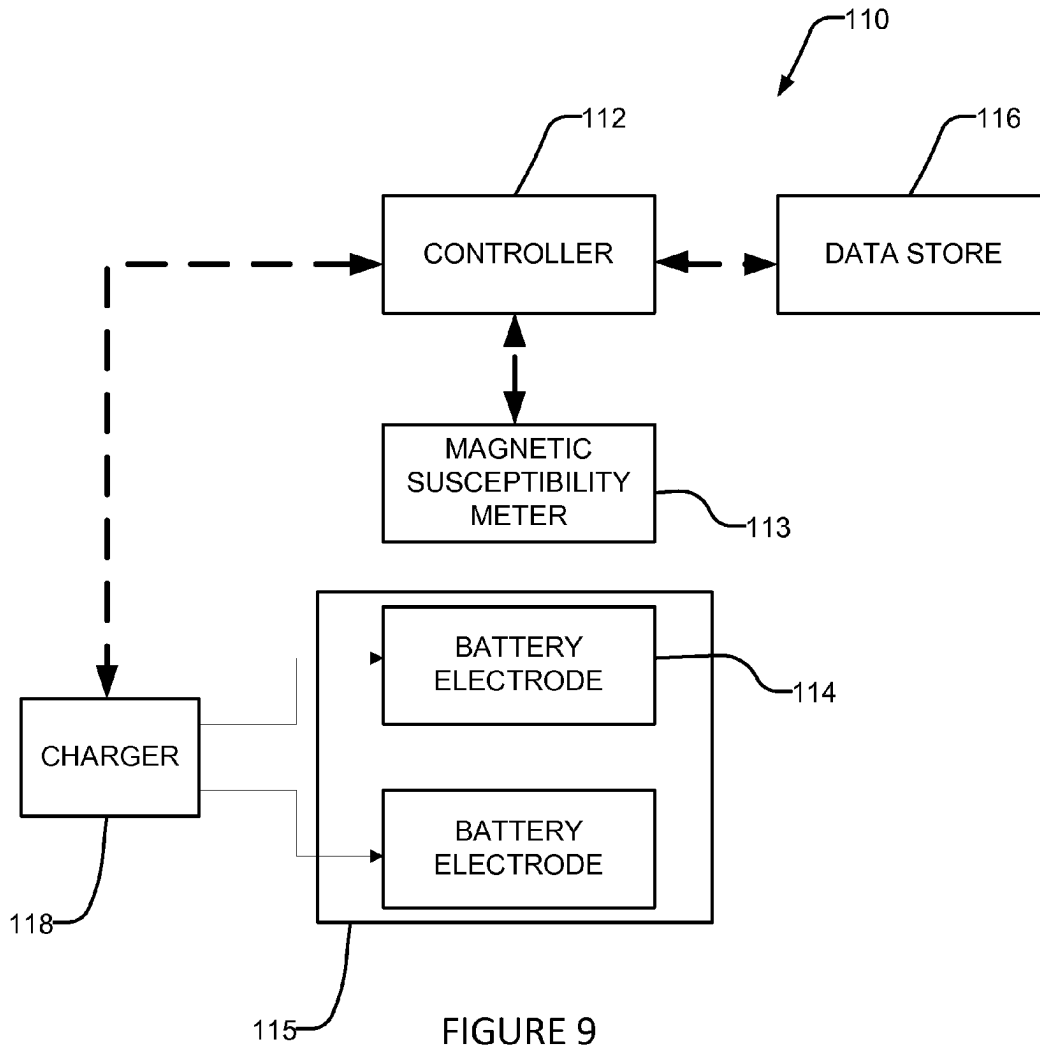 110
112
116
CONTROLLER
DATA STORE
MAGNETIC
SUSCEPTIBILITY
METER
113
BATTERY
ELECTRODE
114
CHARGER
BATTERY
ELECTRODE
118
115
FIGURE 9